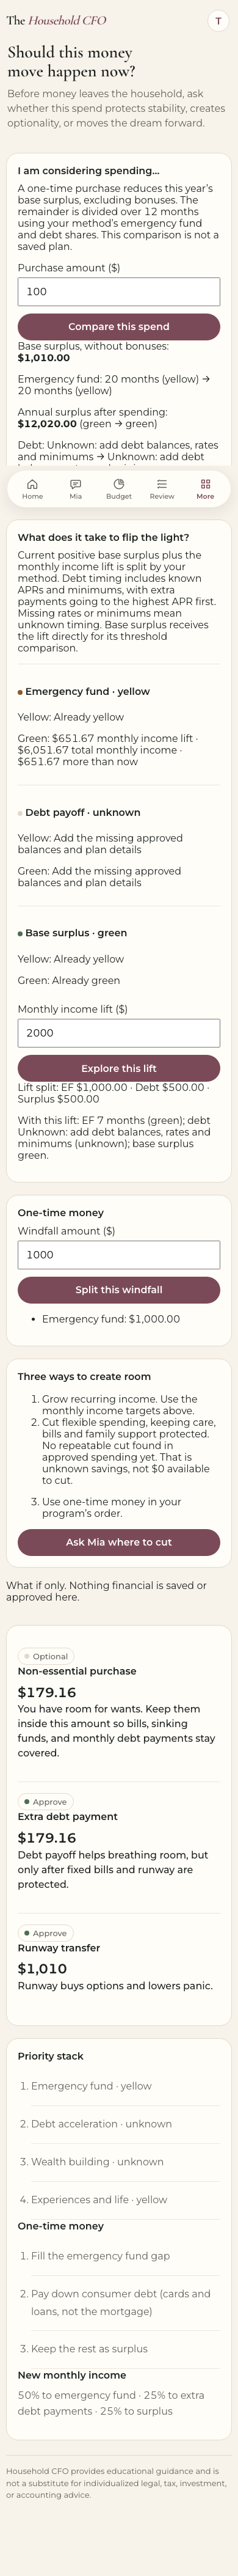 The Household CFO
T
Should this money
move happen now?
Before money leaves the household, ask
whether this spend protects stability, creates
optionality, or moves the dream forward.
I am considering spending...
A one-time purchase reduces this year's
base surplus, excluding bonuses. The
remainder is divided over 12 months
using your method's emergency fund
and debt shares. This comparison is not a
saved plan.
Purchase amount ($)
100
Compare this spend
Base surplus, without bonuses:
$1,010.00
Emergency fund: 20 months (yellow) →
20 months (yellow)
Annual surplus after spending:
$12,020.00 (green → green)
Debt: Unknown: add debt balances, rates
and minimums → Unknown: add debt
Home
Mia
Budget
Review
More
What does it take to flip the light?
Current positive base surplus plus the
monthly income lift is split by your
method. Debt timing includes known
APRs and minimums, with extra
payments going to the highest APR first.
Missing rates or minimums mean
unknown timing. Base surplus receives
the lift directly for its threshold
comparison.
Emergency fund · yellow
Yellow: Already yellow
Green: $651.67 monthly income lift ·
$6,051.67 total monthly income ·
$651.67 more than now
Debt payoff · unknown
Yellow: Add the missing approved
balances and plan details
Green: Add the missing approved
balances and plan details
Base surplus · green
Yellow: Already yellow
Green: Already green
Monthly income lift ($)
2000
Explore this lift
Lift split: EF $1,000.00 · Debt $500.00 ·
Surplus $500.00
With this lift: EF 7 months (green); debt
Unknown: add debt balances, rates and
minimums (unknown); base surplus
green.
One-time money
Windfall amount ($)
1000
Split this windfall
• Emergency fund: $1,000.00
Three ways to create room
1. Grow recurring income. Use the
monthly income targets above.
2. Cut flexible spending, keeping care,
bills and family support protected.
No repeatable cut found in
approved spending yet. That is
unknown savings, not $0 available
to cut.
3. Use one-time money in your
program's order.
Ask Mia where to cut
What if only. Nothing financial is saved or
approved here.
Optional
Non-essential purchase
$179.16
You have room for wants. Keep them
inside this amount so bills, sinking
funds, and monthly debt payments stay
covered.
Approve
Extra debt payment
$179.16
Debt payoff helps breathing room, but
only after fixed bills and runway are
protected.
Approve
Runway transfer
$1,010
Runway buys options and lowers panic.
Priority stack
1. Emergency fund · yellow
2. Debt acceleration · unknown
3. Wealth building · unknown
4. Experiences and life · yellow
One-time money
1. Fill the emergency fund gap
2. Pay down consumer debt (cards and
loans, not the mortgage)
3. Keep the rest as surplus
New monthly income
50% to emergency fund · 25% to extra
debt payments · 25% to surplus
Household CFO provides educational guidance and is
not a substitute for individualized legal, tax, investment,
or accounting advice.